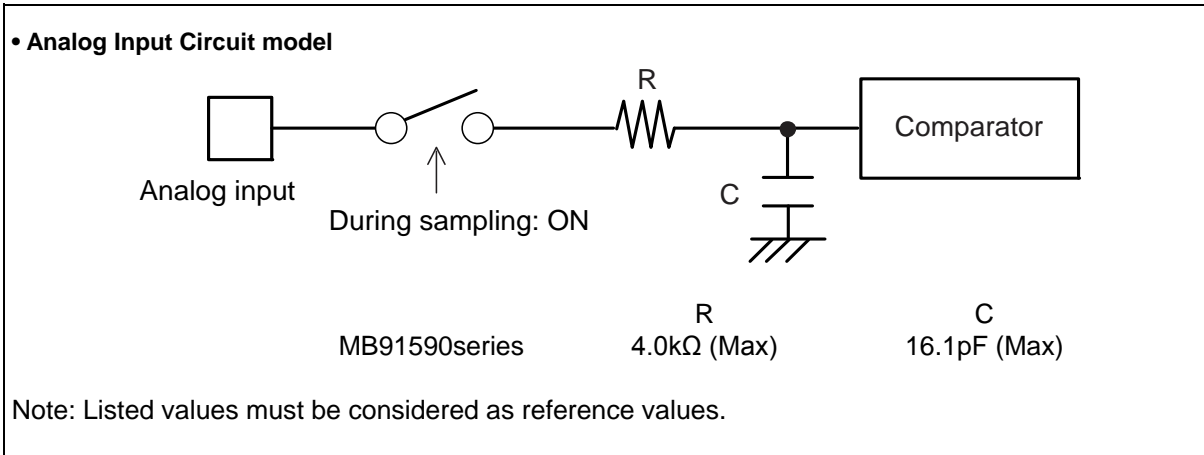 • Analog Input Circuit model
R
Comparator
Analog input
C
During sampling: ON
R C
MB91590series 4.0kΩ (Max) 16.1pF (Max)
Note: Listed values must be considered as reference values.